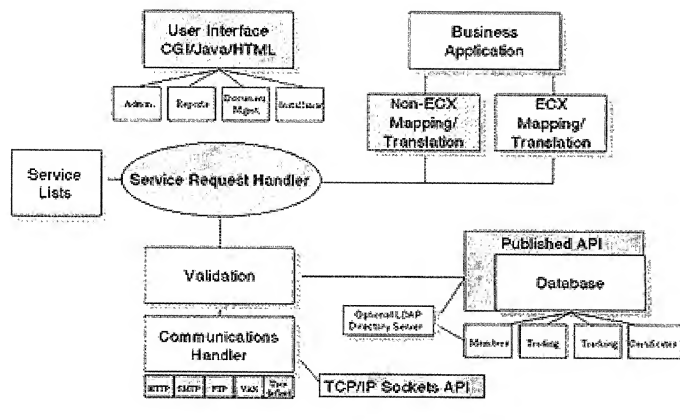 User Interface
CGI/Java/HTML
Business
Application
Admin.
Reports
Document
Mgmt.
Non-ECX
Mapping/
Translation
ECX
Mapping/
Translation
Service
Lists
Service Request Handler
Published API
Database
Validation
Optional LDAP
Directory Server
Communications
Handler
Members
Trading
Tracking
Certificates
HTTP
SMTP
FTP
VAN
User
defined
TCP/IP Sockets API